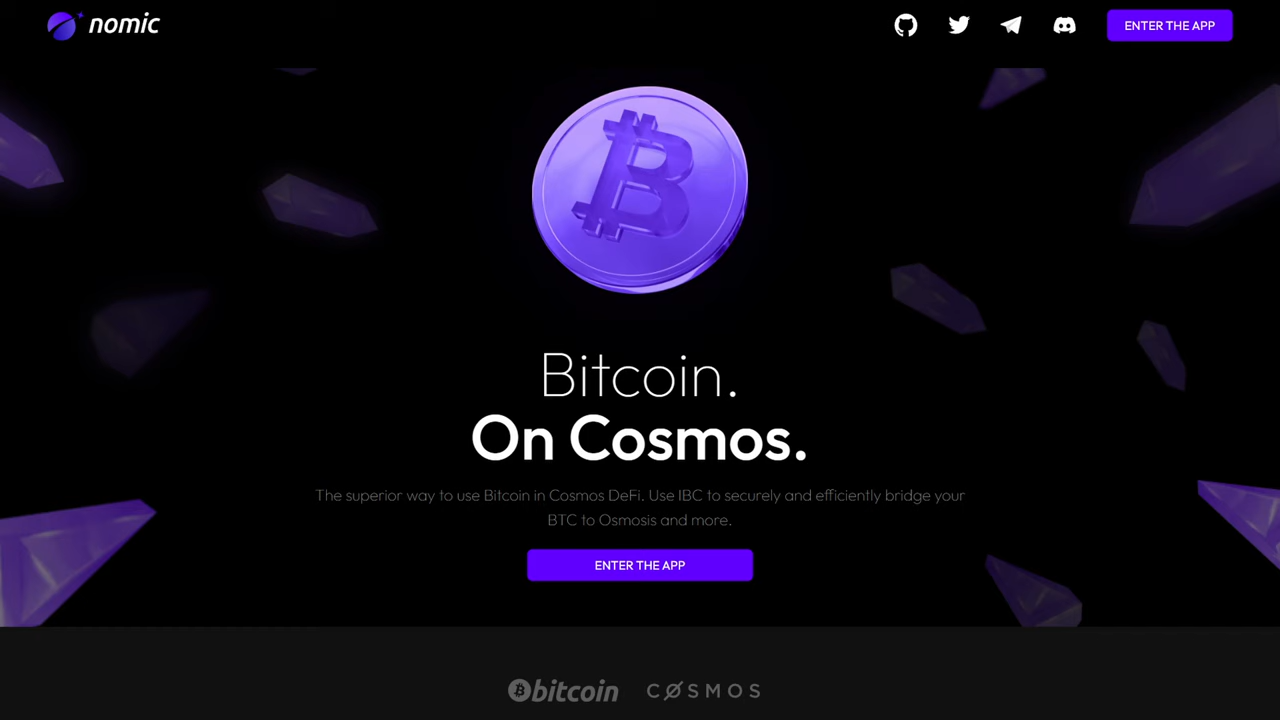 nomic
ENTER THE APP
Bitcoin.
On Cosmos.
The superior way to use Bitcoin in Cosmos DeFi. Use IBC to securely and efficiently bridge your
BTC to Osmosis and more.
ENTER THE APP
bitcoin
COSMOS